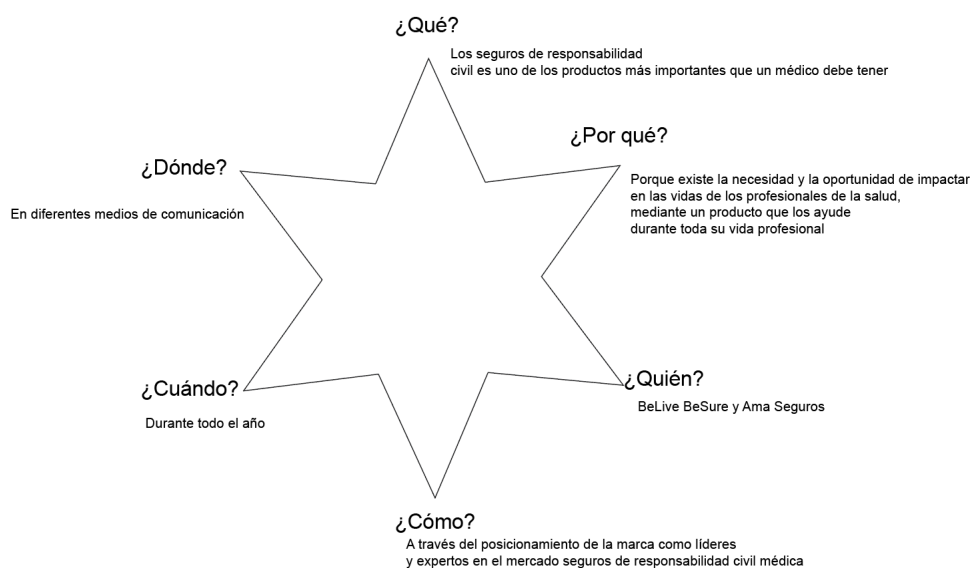 ¿Qué?
Los seguros de responsabilidad
civil es uno de los productos más importantes que un médico debe tener
¿Por qué?
Porque existe la necesidad y la oportunidad de impactar
en las vidas de los profesionales de la salud,
mediante un producto que los ayude
durante toda su vida profesional
¿Dónde?
En diferentes medios de comunicación
¿Cuándo?
Durante todo el año
¿Quién?
BeLive BeSure y Ama Seguros
¿Cómo?
A través del posicionamiento de la marca como líderes
y expertos en el mercado seguros de responsabilidad civil médica